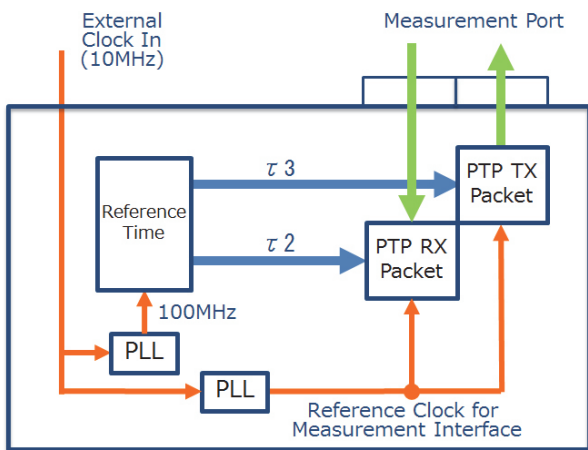 External
Clock In
(10MHz)
Measurement Port
τ 3
PTP TX
Packet
Reference
Time
τ 2
PTP RX
Packet
100MHz
PLL
PLL
Reference Clock for
Measurement Interface